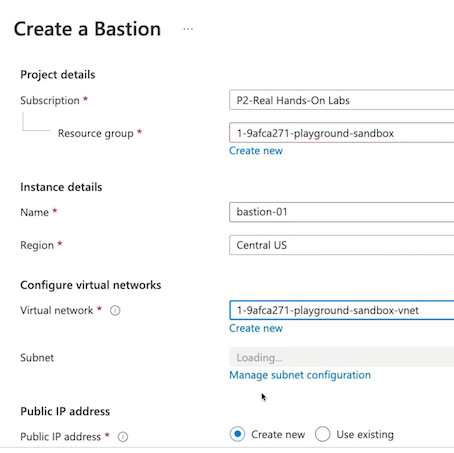 Create a Bastion ...
Project details
Subscription * P2-Real Hands-On Labs
Resource group * 1-9afca271-playground-sandbox
Create new
Instance details
Name * bastion-01
Region * Central US
Configure virtual networks
Virtual network * 1-9afca271-playground-sandbox-vnet
Create new
Subnet Loading...
Manage subnet configuration
Public IP address
Public IP address * Create new Use existing